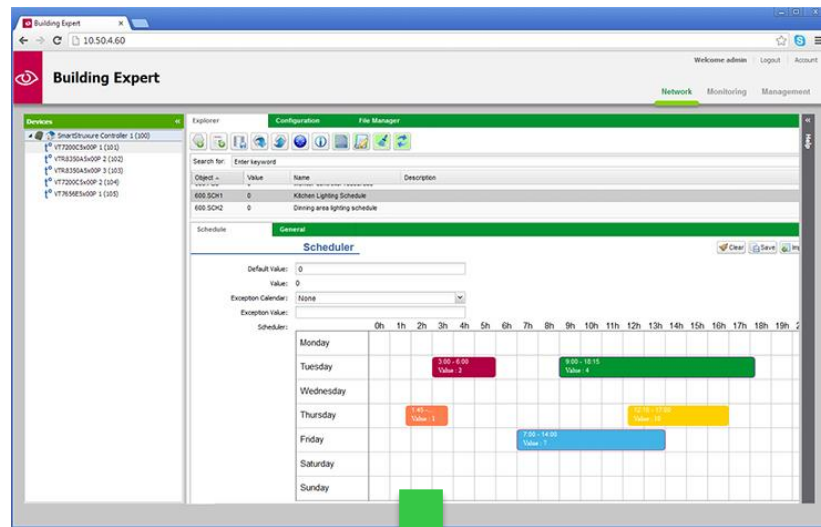 Building Expert
10.50.4.60
Welcome admin Logout Account
Building Expert
Network Monitoring Management
Devices
SmartStruxure Controller 1 (100)
VT7200C5x00P 1 (101)
VTR8350A5x00P 2 (102)
VTR8350A5x00P 3 (103)
VT7200C5x00P 2 (104)
VT7656E5x00P 1 (105)
Explorer Configuration File Manager
Help
Search for: Enter keyword
Object Value Name Description
600.SCH1 0 Kitchen Lighting Schedule
600.SCH2 0 Dinning area lighting schedule
Schedule General
Scheduler
Clear Save
Default Value: 0
Value: 0
Exception Calendar: None
Exception Value:
Scheduler:
0h 1h 2h 3h 4h 5h 6h 7h 8h 9h 10h 11h 12h 13h 14h 15h 16h 17h 18h 19h
Monday
Tuesday
3:00 - 6:00
Value : 2
9:00 - 18:15
Value : 4
Wednesday
Thursday
1:45 -...
17:00
Friday
7:00 - 14:00
Value : 7
Saturday
Sunday